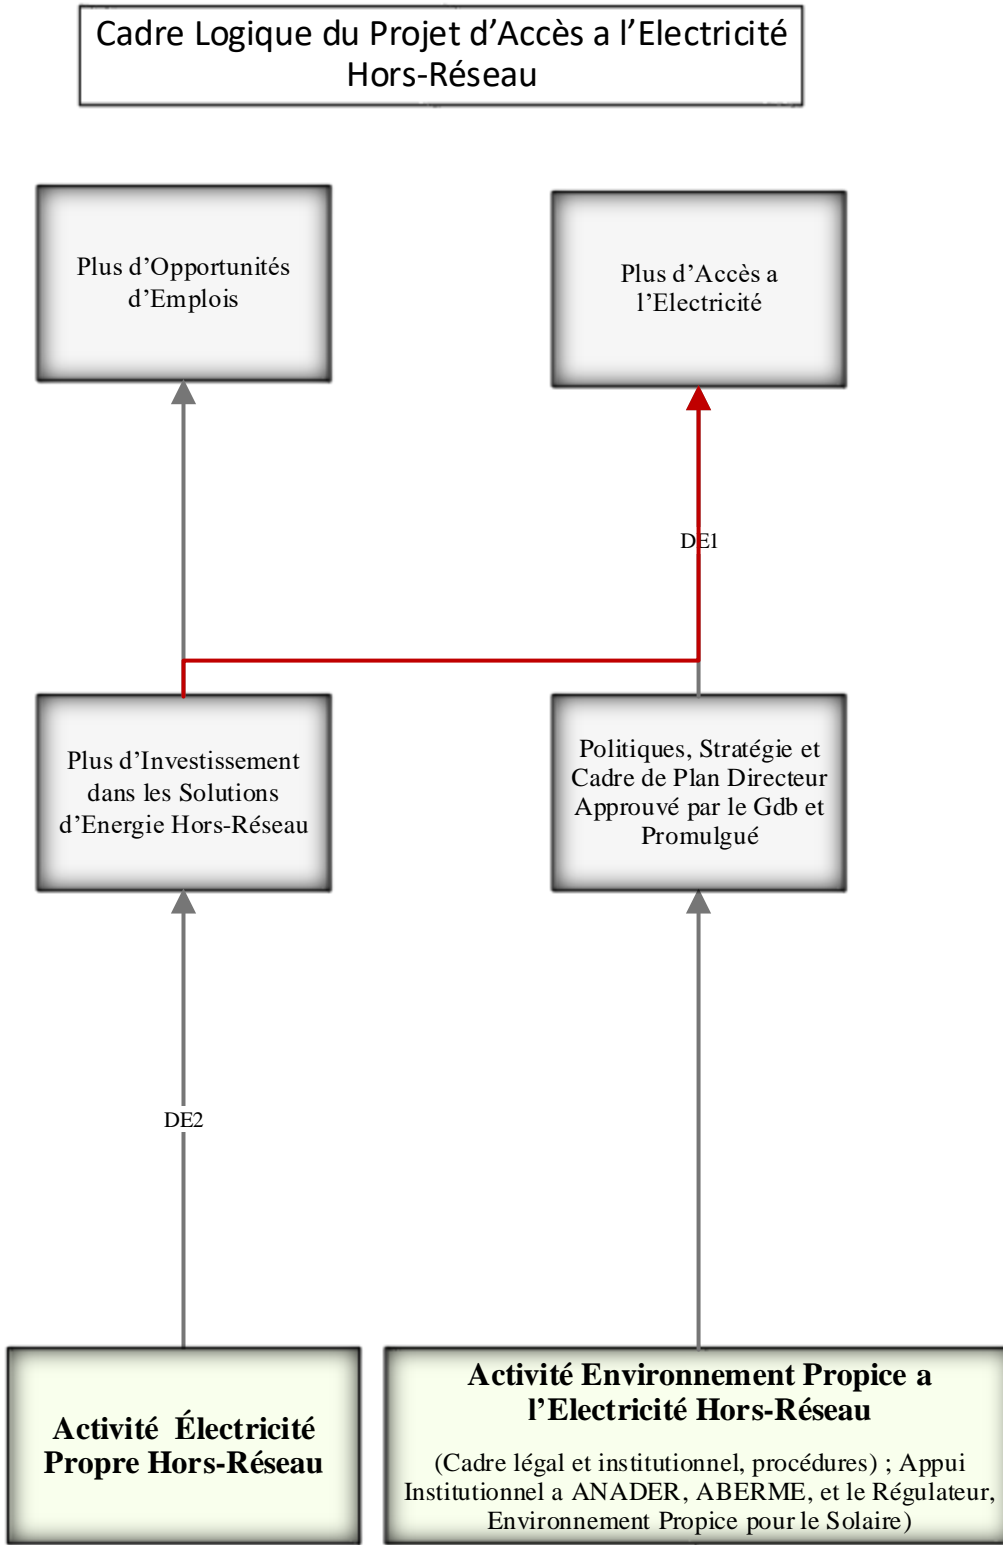 Cadre Logique du Projet d’Accès a l’Electricité
Hors-Réseau
Plus d’Opportunités
d’Emplois
Plus d’Accès a
l’Electricité
DE1
Plus d’Investissement
dans les Solutions
d’Energie Hors-Réseau
Politiques, Stratégie et
Cadre de Plan Directeur
Approuvé par le Gdb et
Promulgué
DE2
Activité Électricité
Propre Hors-Réseau
Activité Environnement Propice a
l’Electricité Hors-Réseau
(Cadre légal et institutionnel, procédures) ; Appui
Institutionnel a ANADER, ABERME, et le Régulateur,
Environnement Propice pour le Solaire)